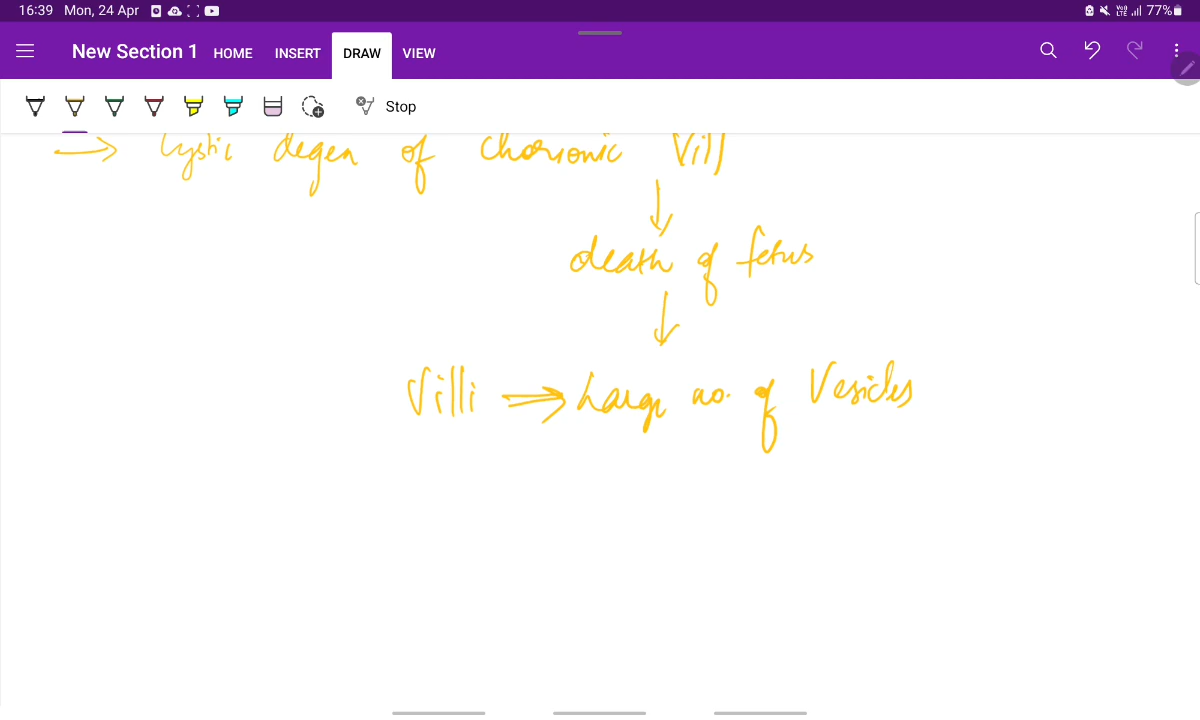 16:39 Mon, 24 Apr 77%
New Section 1 HOME INSERT DRAW VIEW
Stop
→ Cystic degen of Chorionic Vill
↓
death of fetus
↓
Villi ⇒ Large no. of Vesicles